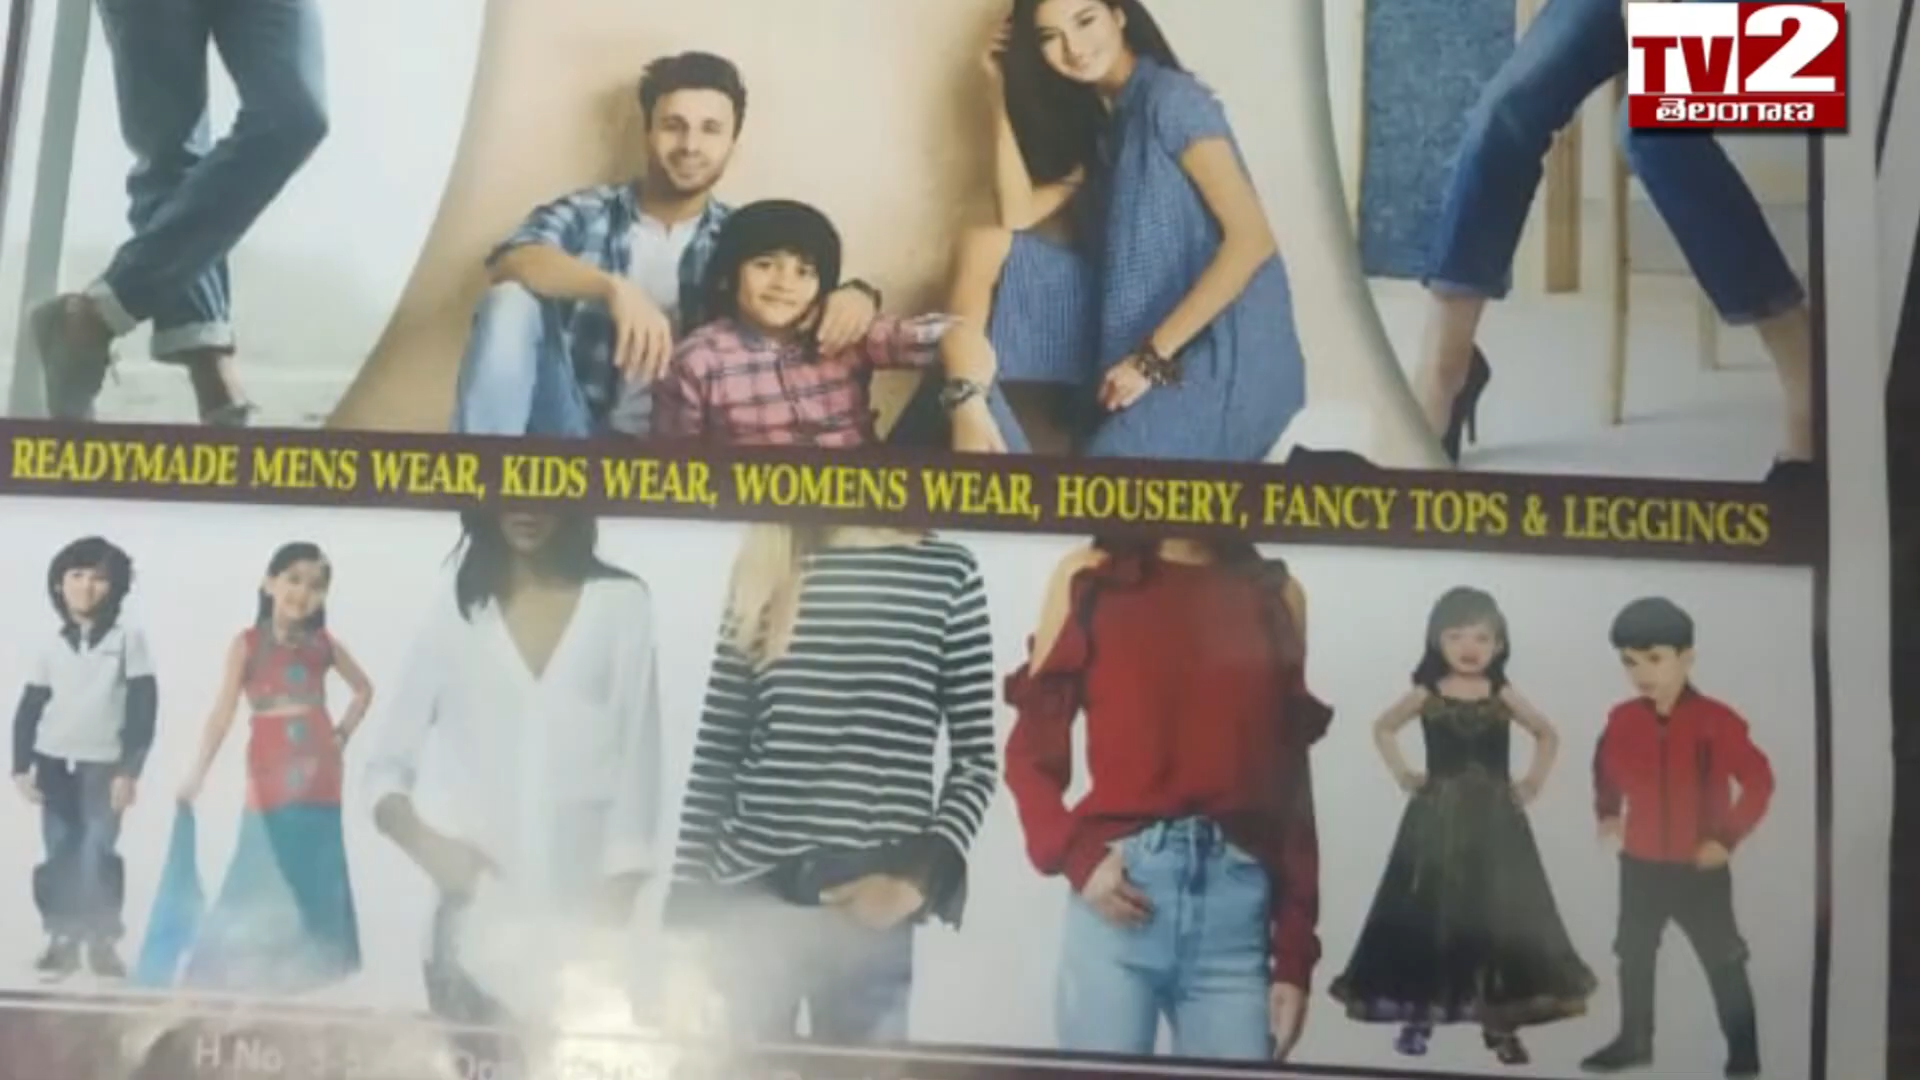 TV2
తెలంగాణ
READYMADE MENS WEAR, KIDS WEAR, WOMENS WEAR, HOUSERY, FANCY TOPS & LEGGINGS
H.No.